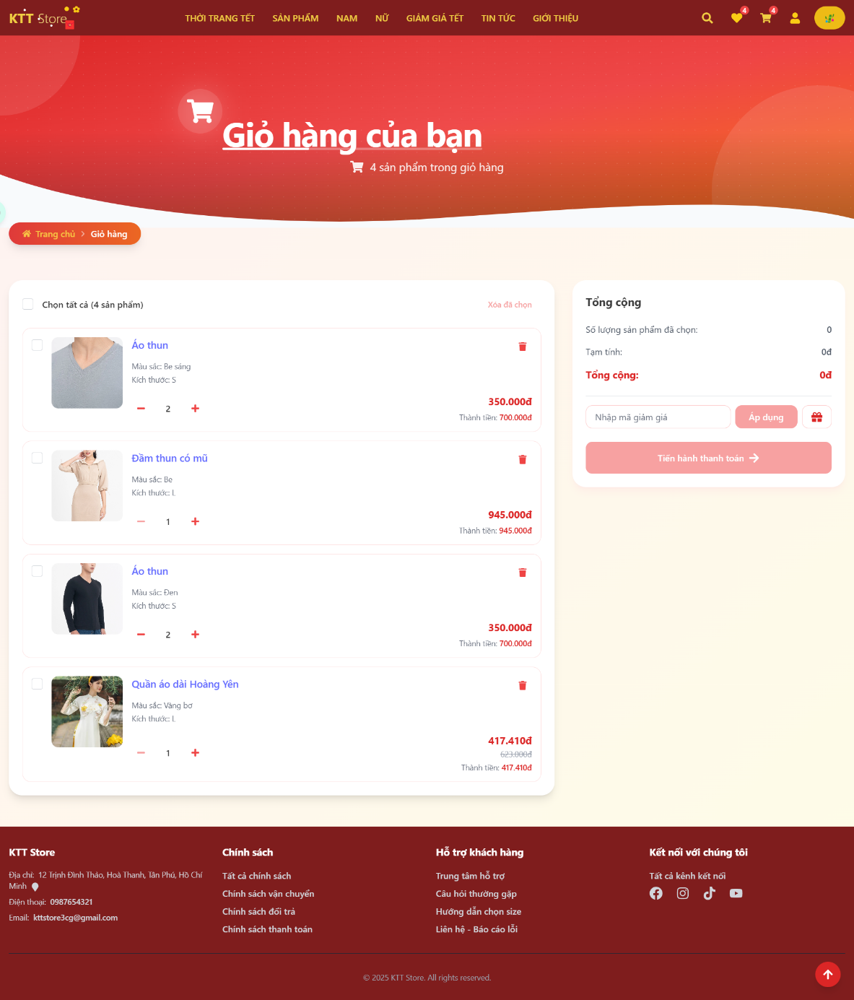 KTT Store
THỜI TRANG TẾT
SẢN PHẨM
NAM
NỮ
GIẢM GIÁ TẾT
TIN TỨC
GIỚI THIỆU
4
4
Giỏ hàng của bạn
4 sản phẩm trong giỏ hàng
Trang chủ
Giỏ hàng
Chọn tất cả (4 sản phẩm)
Xóa đã chọn
Áo thun
Màu sắc: Be sáng
Kích thước: S
2
350.000đ
Thành tiền: 700.000đ
Đầm thun có mũ
Màu sắc: Be
Kích thước: L
1
945.000đ
Thành tiền: 945.000đ
Áo thun
Màu sắc: Đen
Kích thước: S
2
350.000đ
Thành tiền: 700.000đ
Quần áo dài Hoàng Yên
Màu sắc: Vàng bơ
Kích thước: L
1
417.410đ
623.000đ
Thành tiền: 417.410đ
Tổng cộng
Số lượng sản phẩm đã chọn: 0
Tạm tính: 0đ
Tổng cộng: 0đ
Nhập mã giảm giá
Áp dụng
Tiến hành thanh toán
KTT Store
Địa chỉ: 12 Trịnh Đình Thảo, Hoà Thanh, Tân Phú, Hồ Chí
Minh
Điện thoại: 0987654321
Email: kttstore3cg@gmail.com
Chính sách
Tất cả chính sách
Chính sách vận chuyển
Chính sách đổi trả
Chính sách thanh toán
Hỗ trợ khách hàng
Trung tâm hỗ trợ
Câu hỏi thường gặp
Hướng dẫn chọn size
Liên hệ - Báo cáo lỗi
Kết nối với chúng tôi
Tất cả kênh kết nối
© 2025 KTT Store. All rights reserved.